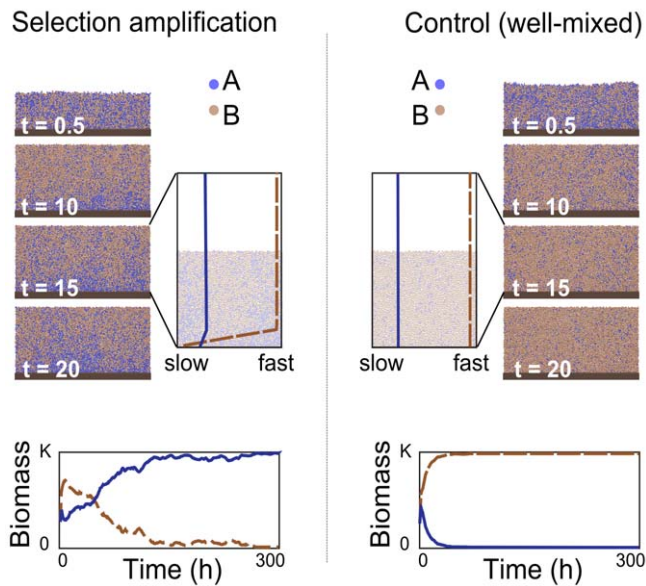 Selection amplification
A
B
t = 0.5
t = 10
t = 15
t = 20
slow fast
Biomass
K
0
0 300
Time (h)
Control (well-mixed)
A
B
t = 0.5
t = 10
t = 15
t = 20
slow fast
Biomass
K
0
0 300
Time (h)